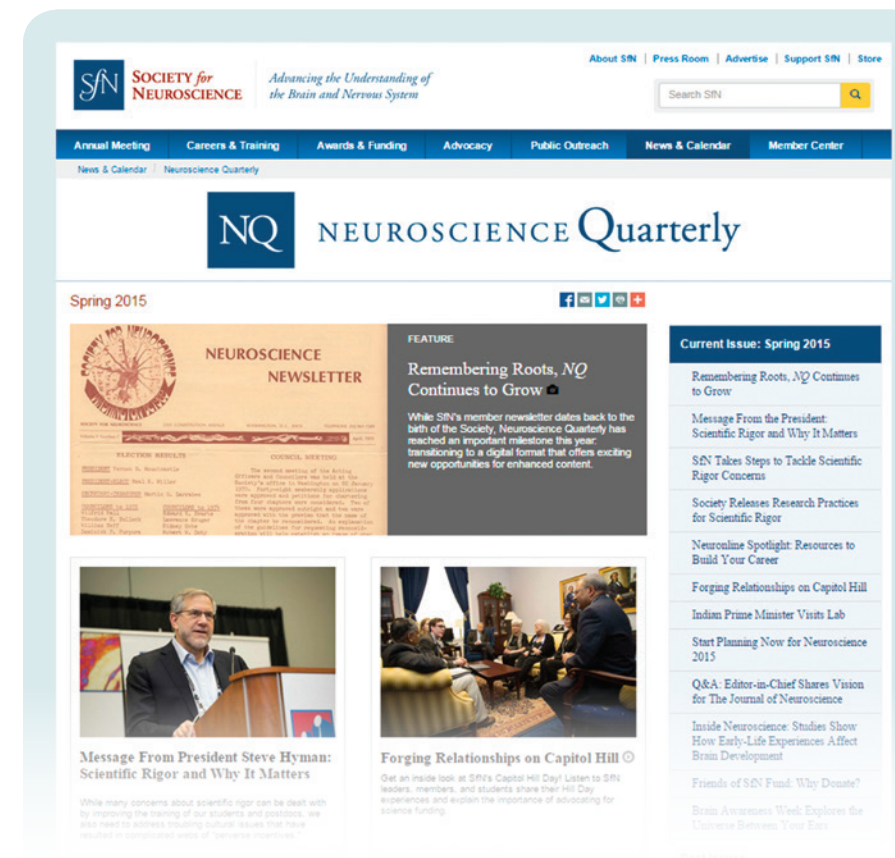 About SfN | Press Room | Advertise | Support SfN | Store
SfN
SOCIETY for
NEUROSCIENCE
Advancing the Understanding of
the Brain and Nervous System
Search SfN
Annual Meeting Careers & Training Awards & Funding Advocacy Public Outreach News & Calendar Member Center
News & Calendar Neuroscience Quarterly
NQ NEUROSCIENCE Quarterly
Spring 2015
NEUROSCIENCE
NEWSLETTER
ELECTION RESULTS
COUNCIL MEETING
FEATURE
Remembering Roots, NQ
Continues to Grow
While SfN's member newsletter dates back to the
birth of the Society, Neuroscience Quarterly has
reached an important milestone this year:
transitioning to a digital format that offers exciting
new opportunities for enhanced content.
Message From President Steve Hyman:
Scientific Rigor and Why It Matters
While many concerns about scientific rigor can be dealt with
by improving the training of our students and postdocs, we
also need to address troubling cultural issues that have
resulted in complicated webs of "perverse incentives."
Forging Relationships on Capitol Hill
Get an inside look at SfN's Capitol Hill Day! Listen to SfN
leaders, members, and students share their Hill Day
experiences and explain the importance of advocating for
science funding.
Current Issue: Spring 2015
Remembering Roots, NQ Continues
to Grow
Message From the President:
Scientific Rigor and Why It Matters
SfN Takes Steps to Tackle Scientific
Rigor Concerns
Society Releases Research Practices
for Scientific Rigor
Neuronline Spotlight: Resources to
Build Your Career
Forging Relationships on Capitol Hill
Indian Prime Minister Visits Lab
Start Planning Now for Neuroscience
2015
Q&A: Editor-in-Chief Shares Vision
for The Journal of Neuroscience
Inside Neuroscience: Studies Show
How Early-Life Experiences Affect
Brain Development
Friends of SfN Fund: Why Donate?
Brain Awareness Week Explores the
Universe Between Your Ears